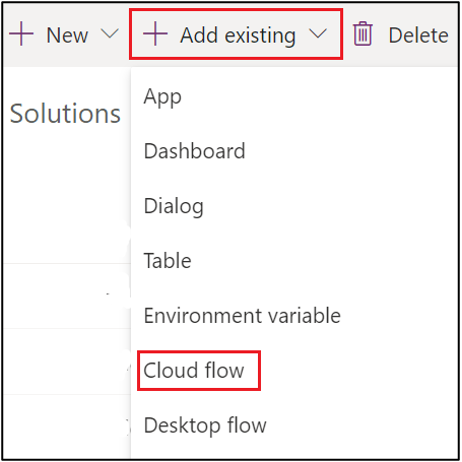 New Add existing Delete
Solutions
App
Dashboard
Dialog
Table
Environment variable
Cloud flow
Desktop flow